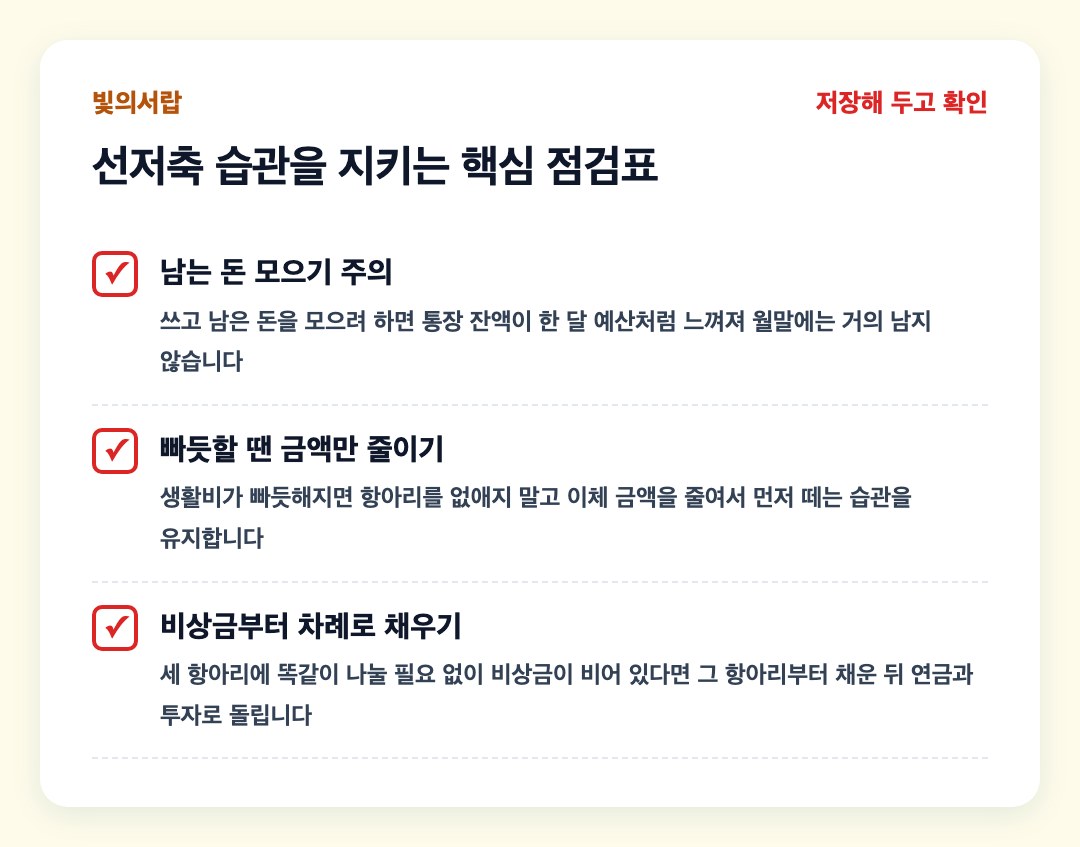 빛의서랍
저장해 두고 확인
선저축 습관을 지키는 핵심 점검표
남는 돈 모으기 주의
쓰고 남은 돈을 모으려 하면 통장 잔액이 한 달 예산처럼 느껴져 월말에는 거의 남지
않습니다
빠듯할 땐 금액만 줄이기
생활비가 빠듯해지면 항아리를 없애지 말고 이체 금액을 줄여서 먼저 떼는 습관을
유지합니다
비상금부터 차례로 채우기
세 항아리에 똑같이 나눌 필요 없이 비상금이 비어 있다면 그 항아리부터 채운 뒤 연금과
투자로 돌립니다